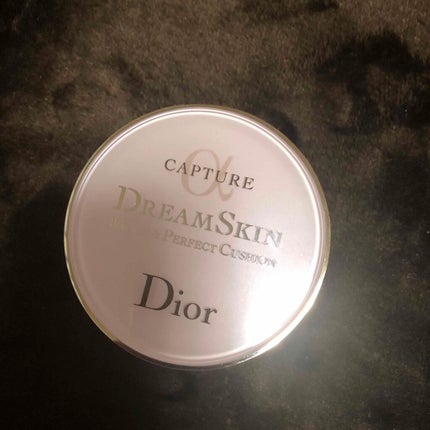 CAPTURE
α
DREAMSKIN
& PERFECT CUSHION
Dior